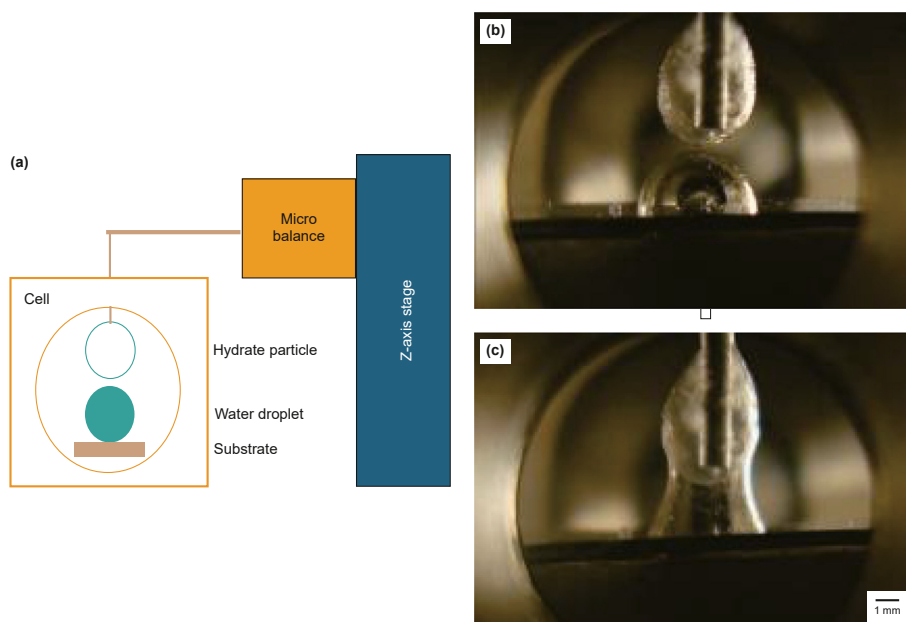 (a)
Micro
balance
Z-axis stage
Cell
Hydrate particle
Water droplet
Substrate
(b)
(c)
1 mm